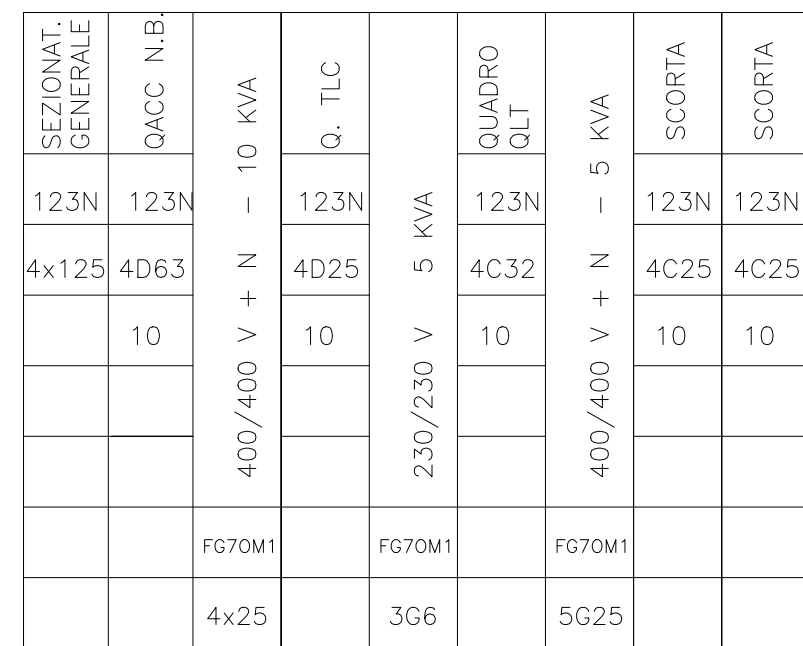 SEZIONAT.
GENERALE
QACC N.B.
400/400 V + N - 10 KVA
Q. TLC
230/230 V 5 KVA
QUADRO
QLT
400/400 V + N - 5 KVA
SCORTA
SCORTA
123N 123N 123N 123N 123N 123N
4x125 4D63 4D25 4C32 4C25 4C25
10 10 10 10 10
FG7OM1 FG7OM1 FG7OM1
4x25 3G6 5G25